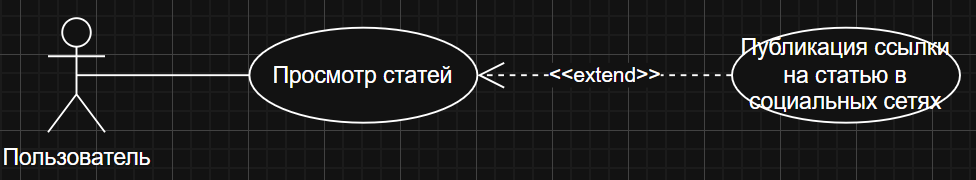 Пользователь
Просмотр статей
<<extend>>
Публикация ссылки
на статью в
социальных сетях